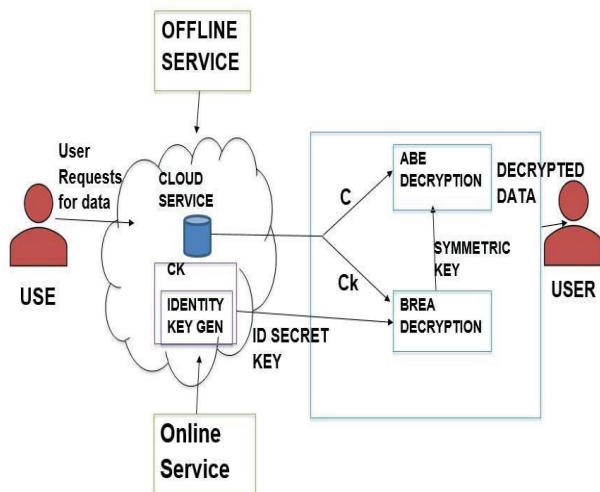 OFFLINE
SERVICE
User
Requests
for data
CLOUD
SERVICE
USE
CK
IDENTITY
KEY GEN
ID SECRET
KEY
Online
Service
C
Ck
ABE
DECRYPTION
SYMMETRIC
KEY
BREA
DECRYPTION
DECRYPTED
DATA
USER